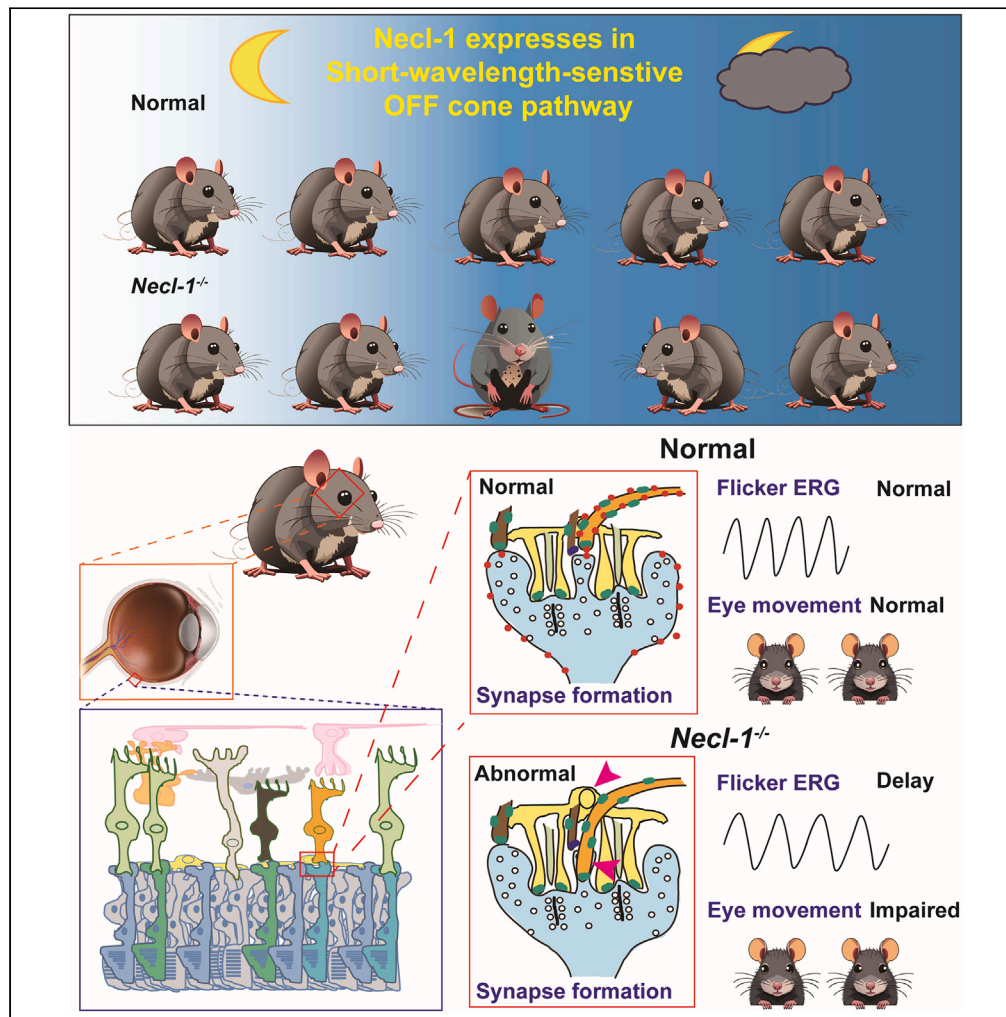 Necl-1 expresses in
Short-wavelength-senstive
OFF cone pathway
Normal
Necl-1-/-
Normal
Normal
Flicker ERG Normal
Eye movement Normal
Synapse formation
Necl-1-/-
Abnormal
Flicker ERG Delay
Eye movement Impaired
Synapse formation